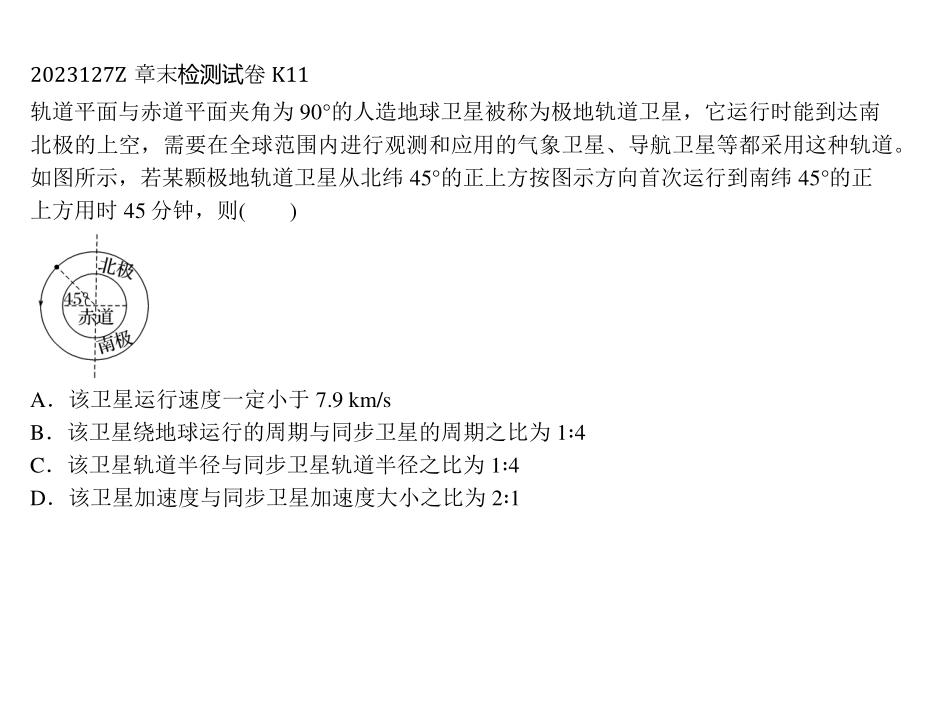 2023127Z 章末检测试卷 K11
轨道平面与赤道平面夹角为 90°的人造地球卫星被称为极地轨道卫星，它运行时能到达南
北极的上空，需要在全球范围内进行观测和应用的气象卫星、导航卫星等都采用这种轨道。
如图所示，若某颗极地轨道卫星从北纬 45°的正上方按图示方向首次运行到南纬 45°的正
上方用时 45 分钟，则(　　)
北极
45°
赤道
南极
A．该卫星运行速度一定小于 7.9 km/s
B．该卫星绕地球运行的周期与同步卫星的周期之比为 1∶4
C．该卫星轨道半径与同步卫星轨道半径之比为 1∶4
D．该卫星加速度与同步卫星加速度大小之比为 2∶1